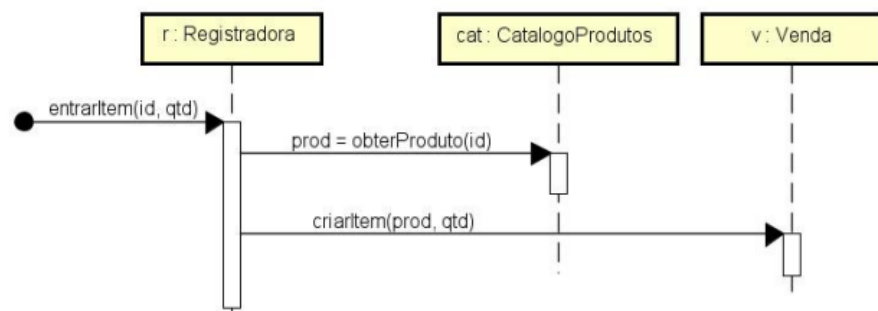 r : Registradora
cat : CatalogoProdutos
v : Venda
entrarItem(id, qtd)
prod = obterProduto(id)
criarItem(prod, qtd)